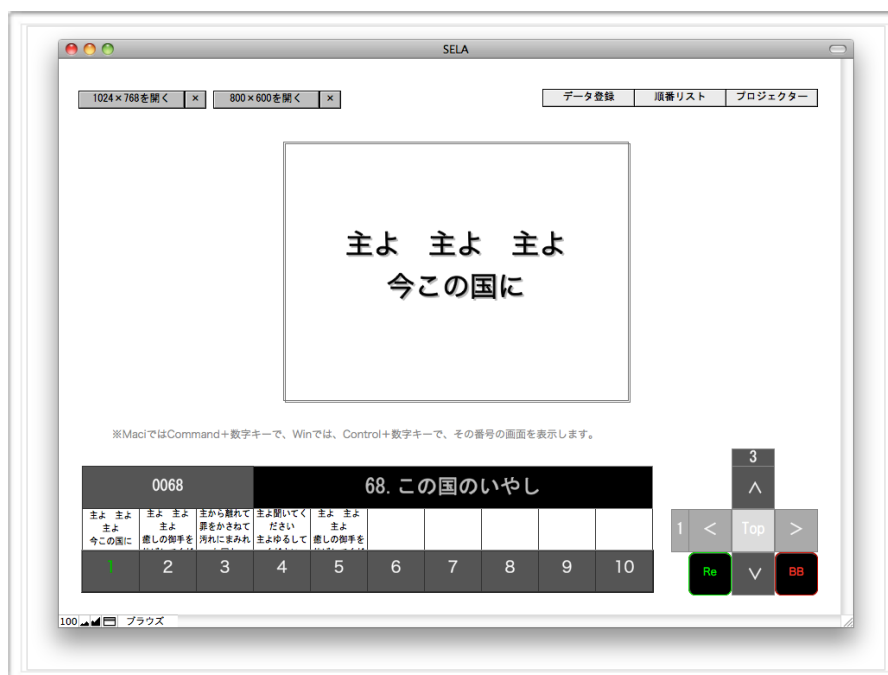 SELA
1024×768を開く × 800×600を開く × データ登録 順番リスト プロジェクター
主よ 主よ 主よ
今この国に
※MaciではCommand+数字キーで、Winでは、Control+数字キーで、その番号の画面を表示します。
0068 68. この国のいやし
主よ 主よ
主よ
今この国に
主よ 主よ
主よ
癒しの御手を
主から離れて
罪をかさねて
汚れにまみれ
主よ聞いてく
ださい
主よゆるして
主よ 主よ
主よ
癒しの御手を
1 2 3 4 5 6 7 8 9 10
3
∧
1 < Top >
Re ∨ BB
100 ブラウズ